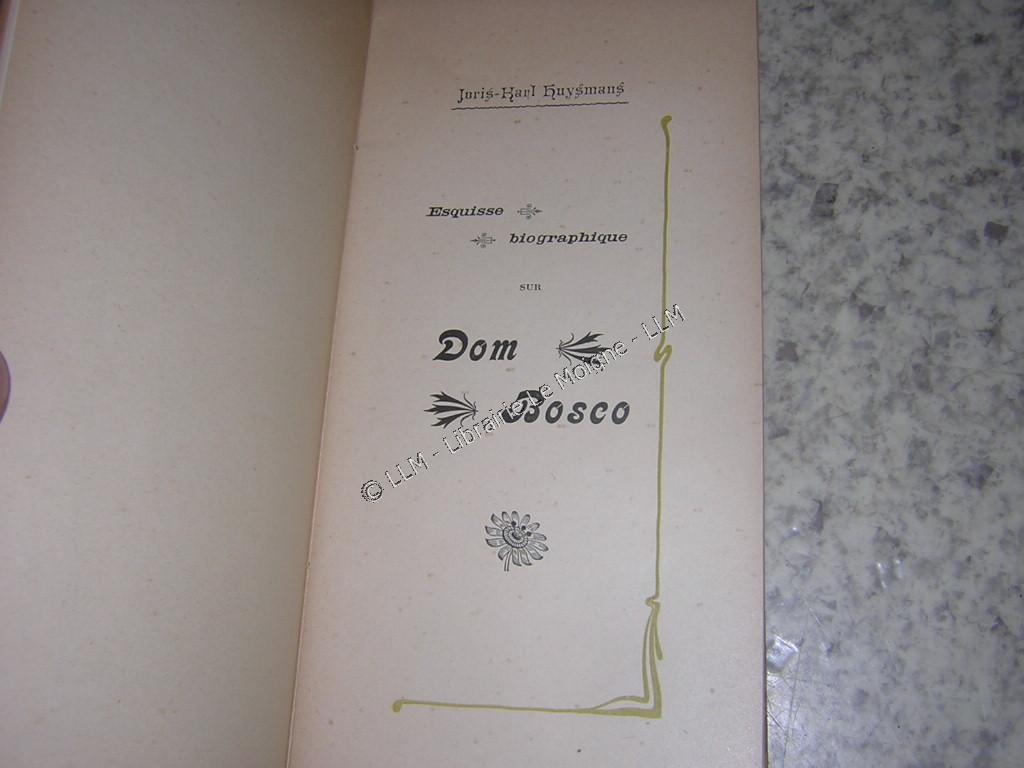 Joris-Karl Huysmans
Esquisse
biographique
SUR
Dom
Bosco
© LLM - Librairie Le Moigne - LLM